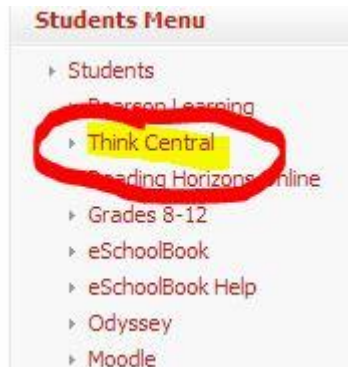 Students Menu
Students
Pearson Learning
Think Central
Reading Horizons Online
Grades 8-12
eSchoolBook
eSchoolBook Help
Odyssey
Moodle